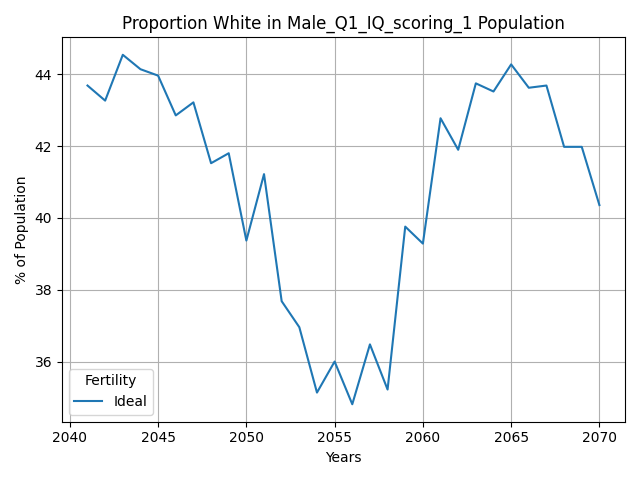 Proportion White in Male_Q1_IQ_scoring_1 Population
44
42
40
38
36
% of Population
Fertility
Ideal
2040 2045 2050 2055 2060 2065 2070
Years